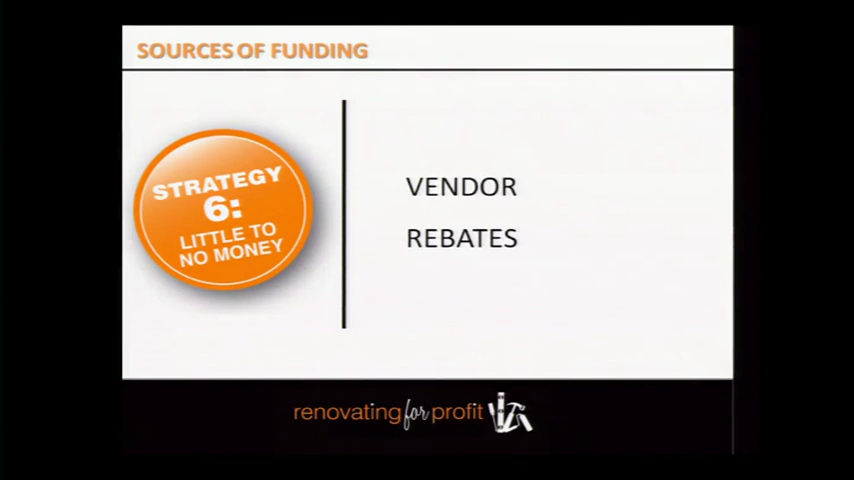 SOURCES OF FUNDING
STRATEGY
6:
LITTLE TO
NO MONEY
VENDOR
REBATES
renovating for profit